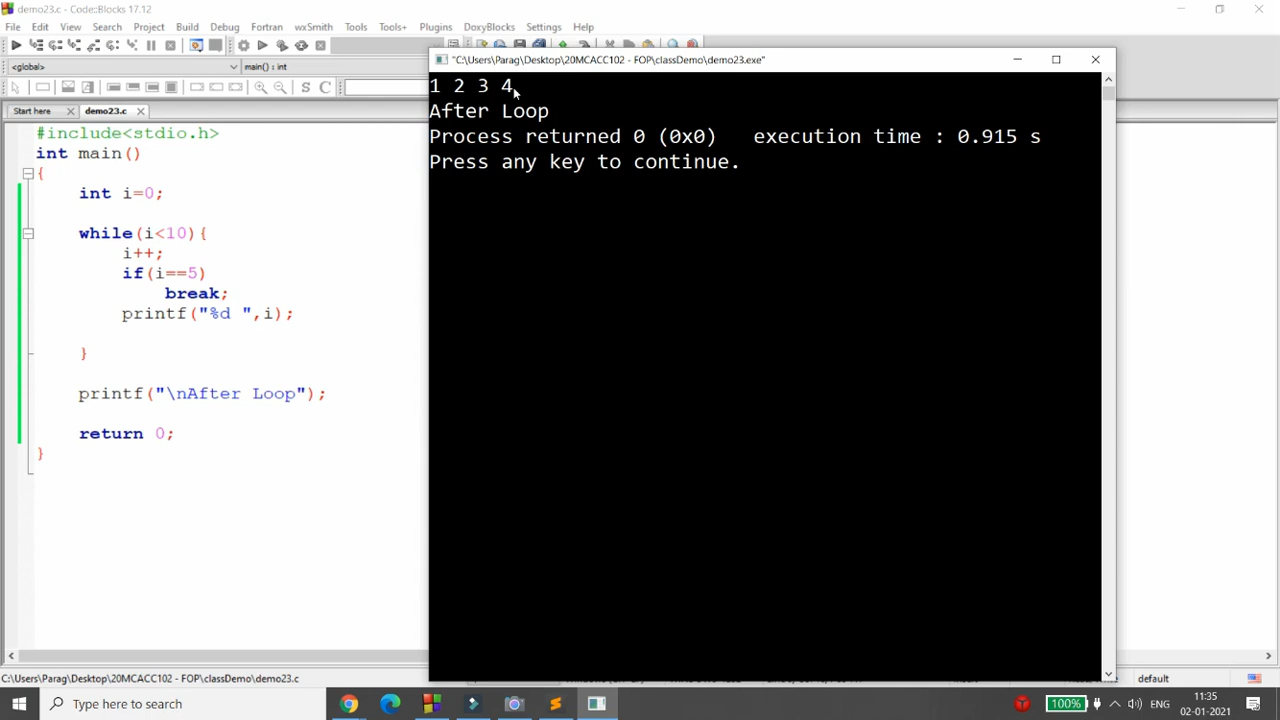 demo23.c - Code::Blocks 17.12
File Edit View Search Project Build Debug Fortran wxSmith Tools Tools+ Plugins DoxyBlocks Settings Help
<global>
main() : int
S C
Start here
demo23.c
#include<stdio.h>
int main()
{
int i=0;
while(i<10){
i++;
if(i==5)
break;
printf("%d ",i);
}
printf("\nAfter Loop");
return 0;
}
"C:\Users\Parag\Desktop\20MCACC102 - FOP\classDemo\demo23.exe"
1 2 3 4
After Loop
Process returned 0 (0x0) execution time : 0.915 s
Press any key to continue.
C:\Users\Parag\Desktop\20MCACC102 - FOP\classDemo\demo23.c
default
Type here to search
100%
ENG
11:35
02-01-2021